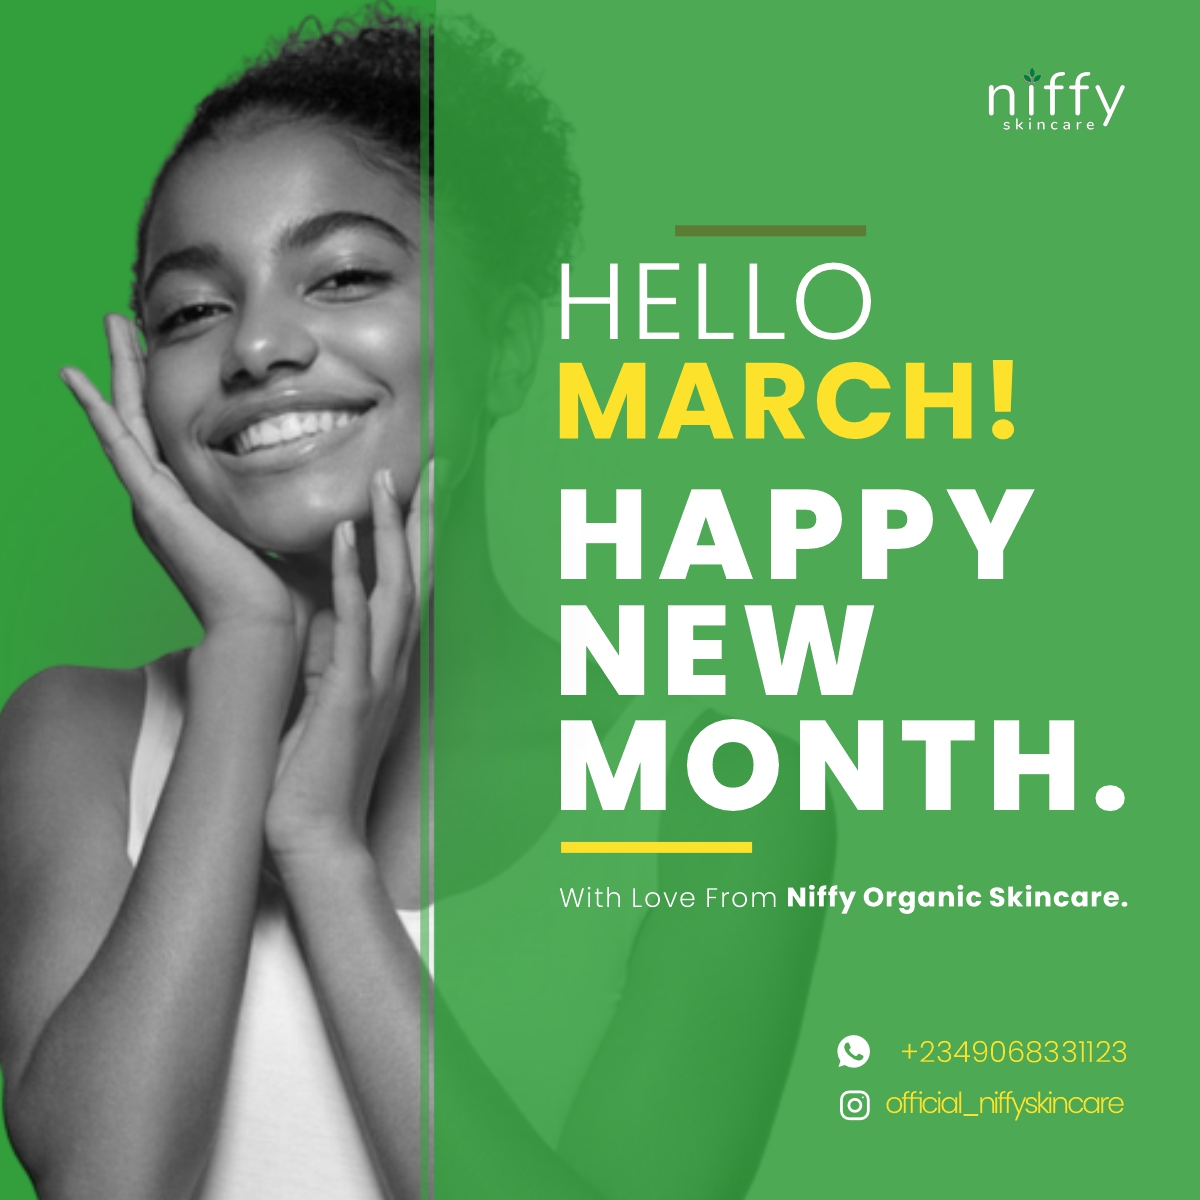 niffy
skincare
HELLO
MARCH!
HAPPY
NEW
MONTH.
With Love From Niffy Organic Skincare.
+2349068331123
official_niffyskincare